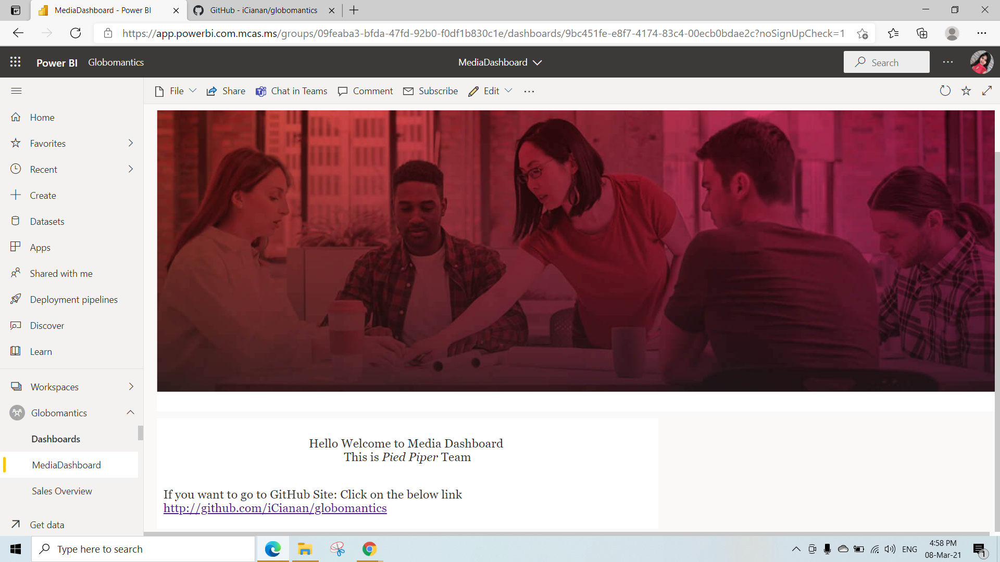 MediaDashboard - Power BI
GitHub - iCianan/globomantics
https://app.powerbi.com.mcas.ms/groups/09feaba3-bfda-47fd-92b0-f0df1b830c1e/dashboards/9bc451fe-e8f7-4174-83c4-00ecb0bdae2c?noSignUpCheck=1
Power BI Globomantics
MediaDashboard
Search
File
Share
Chat in Teams
Comment
Subscribe
Edit
Home
Favorites
Recent
Create
Datasets
Apps
Shared with me
Deployment pipelines
Discover
Learn
Workspaces
Globomantics
Dashboards
MediaDashboard
Sales Overview
Get data
Hello Welcome to Media Dashboard
This is Pied Piper Team
If you want to go to GitHub Site: Click on the below link
http://github.com/iCianan/globomantics
Type here to search
ENG
4:58 PM
08-Mar-21
1